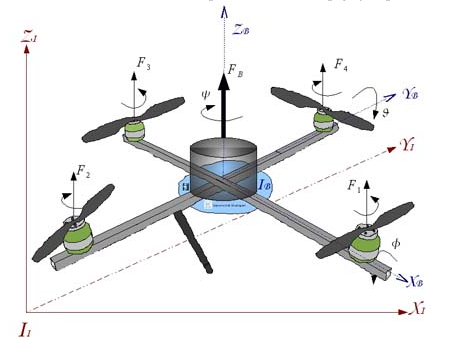 Z_I
Z_B
F_3
ψ
F_B
F_4
Y_B
ϑ
Y_I
F_2
I_B
F_1
φ
X_B
X_I
I_I